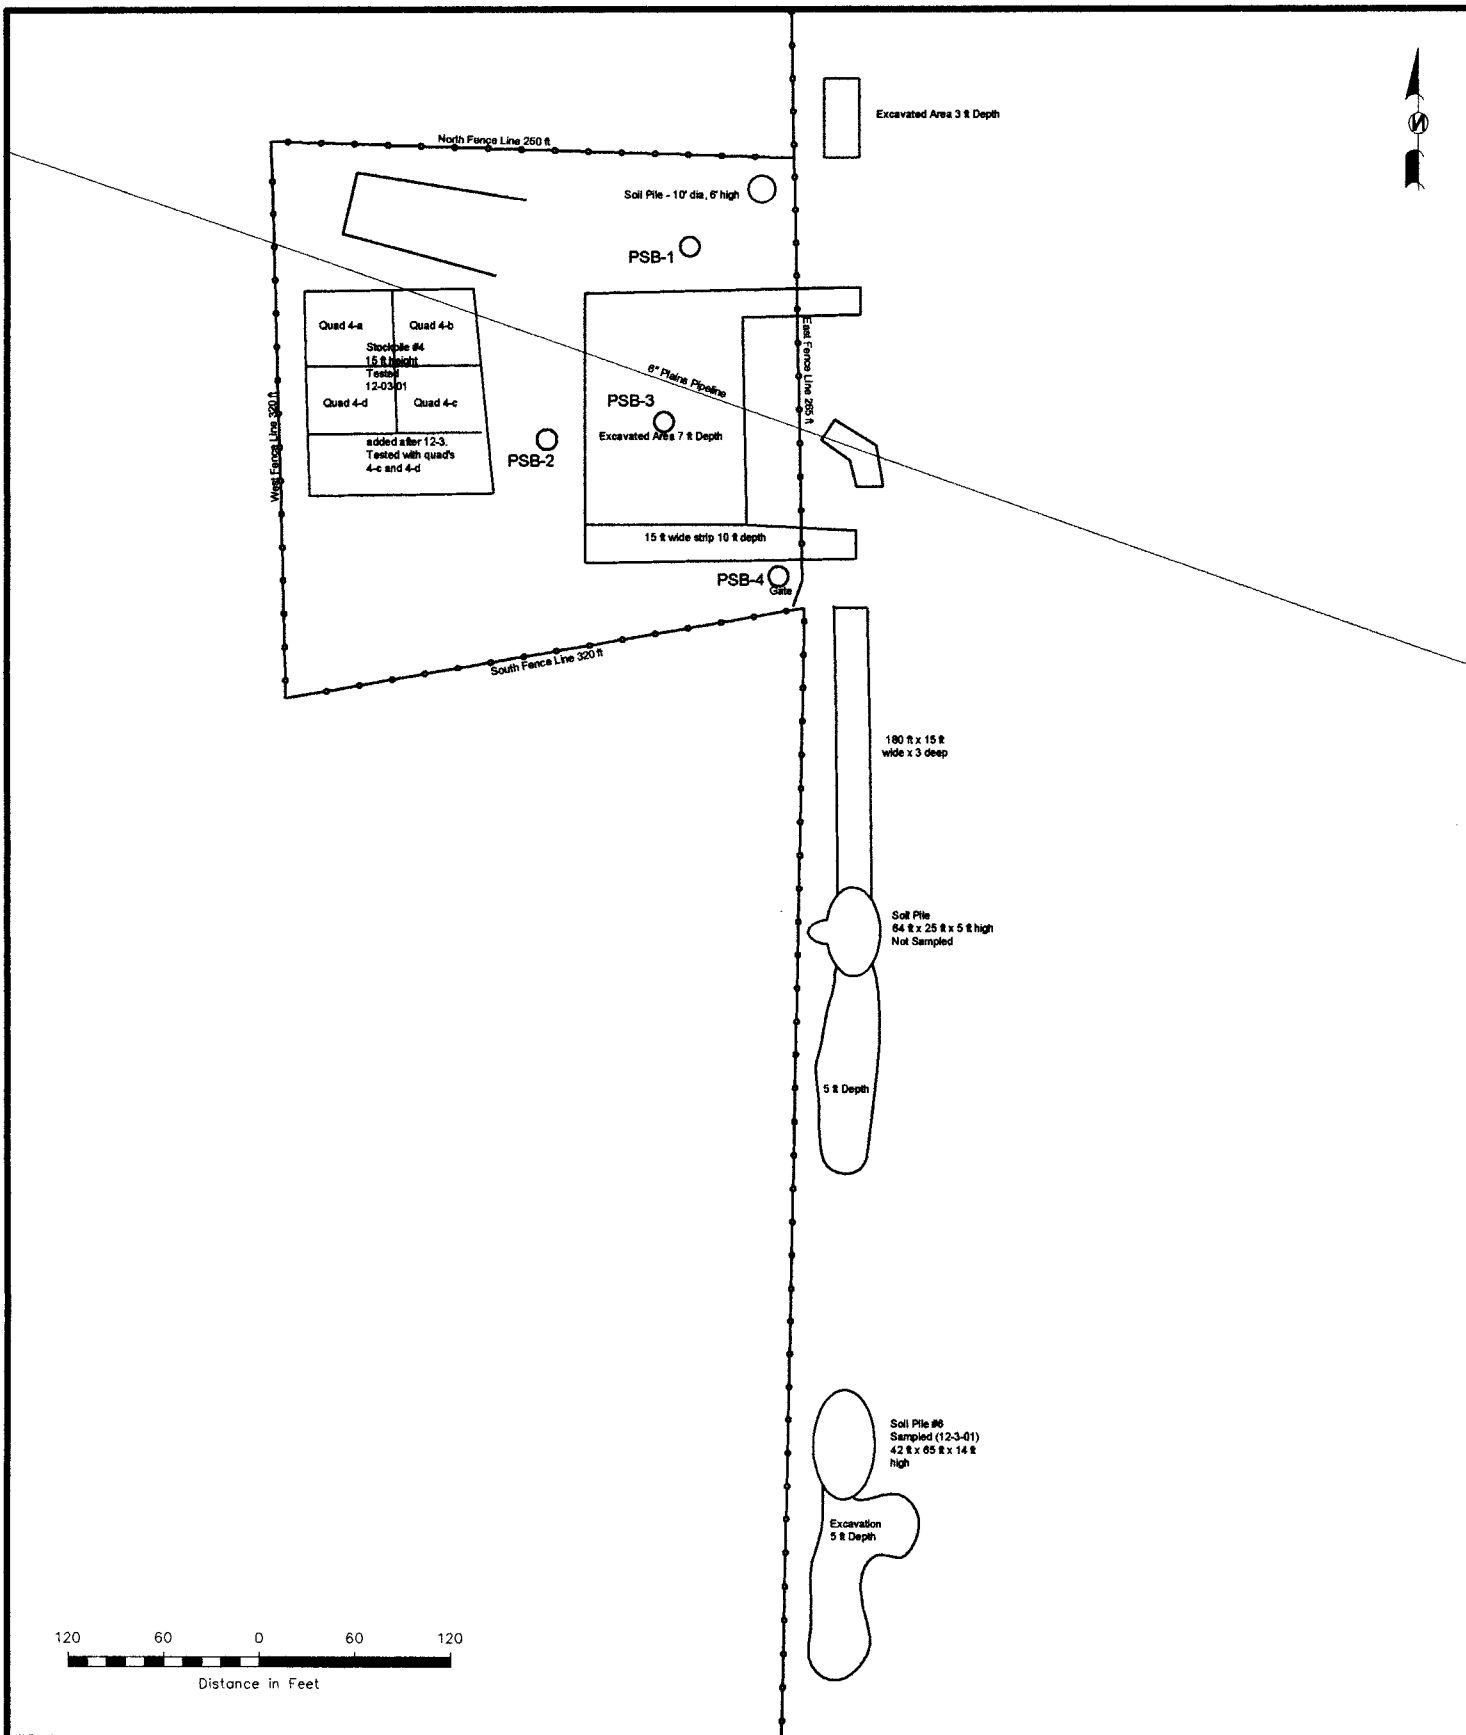 Excavated Area 3 ft Depth
N
North Fence Line 250 ft
Soil Pile - 10' dia, 6' high
PSB-1
Quad 4-a
Quad 4-b
Stockpile #4
15 ft height
Tested
12-03-01
Quad 4-d
Quad 4-c
added after 12-3.
Tested with quad's
4-c and 4-d
West Fence Line 320 ft
East Fence Line 265 ft
6" Plains Pipeline
PSB-3
Excavated Area 7 ft Depth
PSB-2
15 ft wide strip 10 ft depth
PSB-4
Gate
South Fence Line 320 ft
180 ft x 15 ft
wide x 3 deep
Soil Pile
64 ft x 25 ft x 5 ft high
Not Sampled
5 ft Depth
Soil Pile #6
Sampled (12-3-01)
42 ft x 65 ft x 14 ft
high
Excavation
5 ft Depth
120 60 0 60 120
Distance in Feet